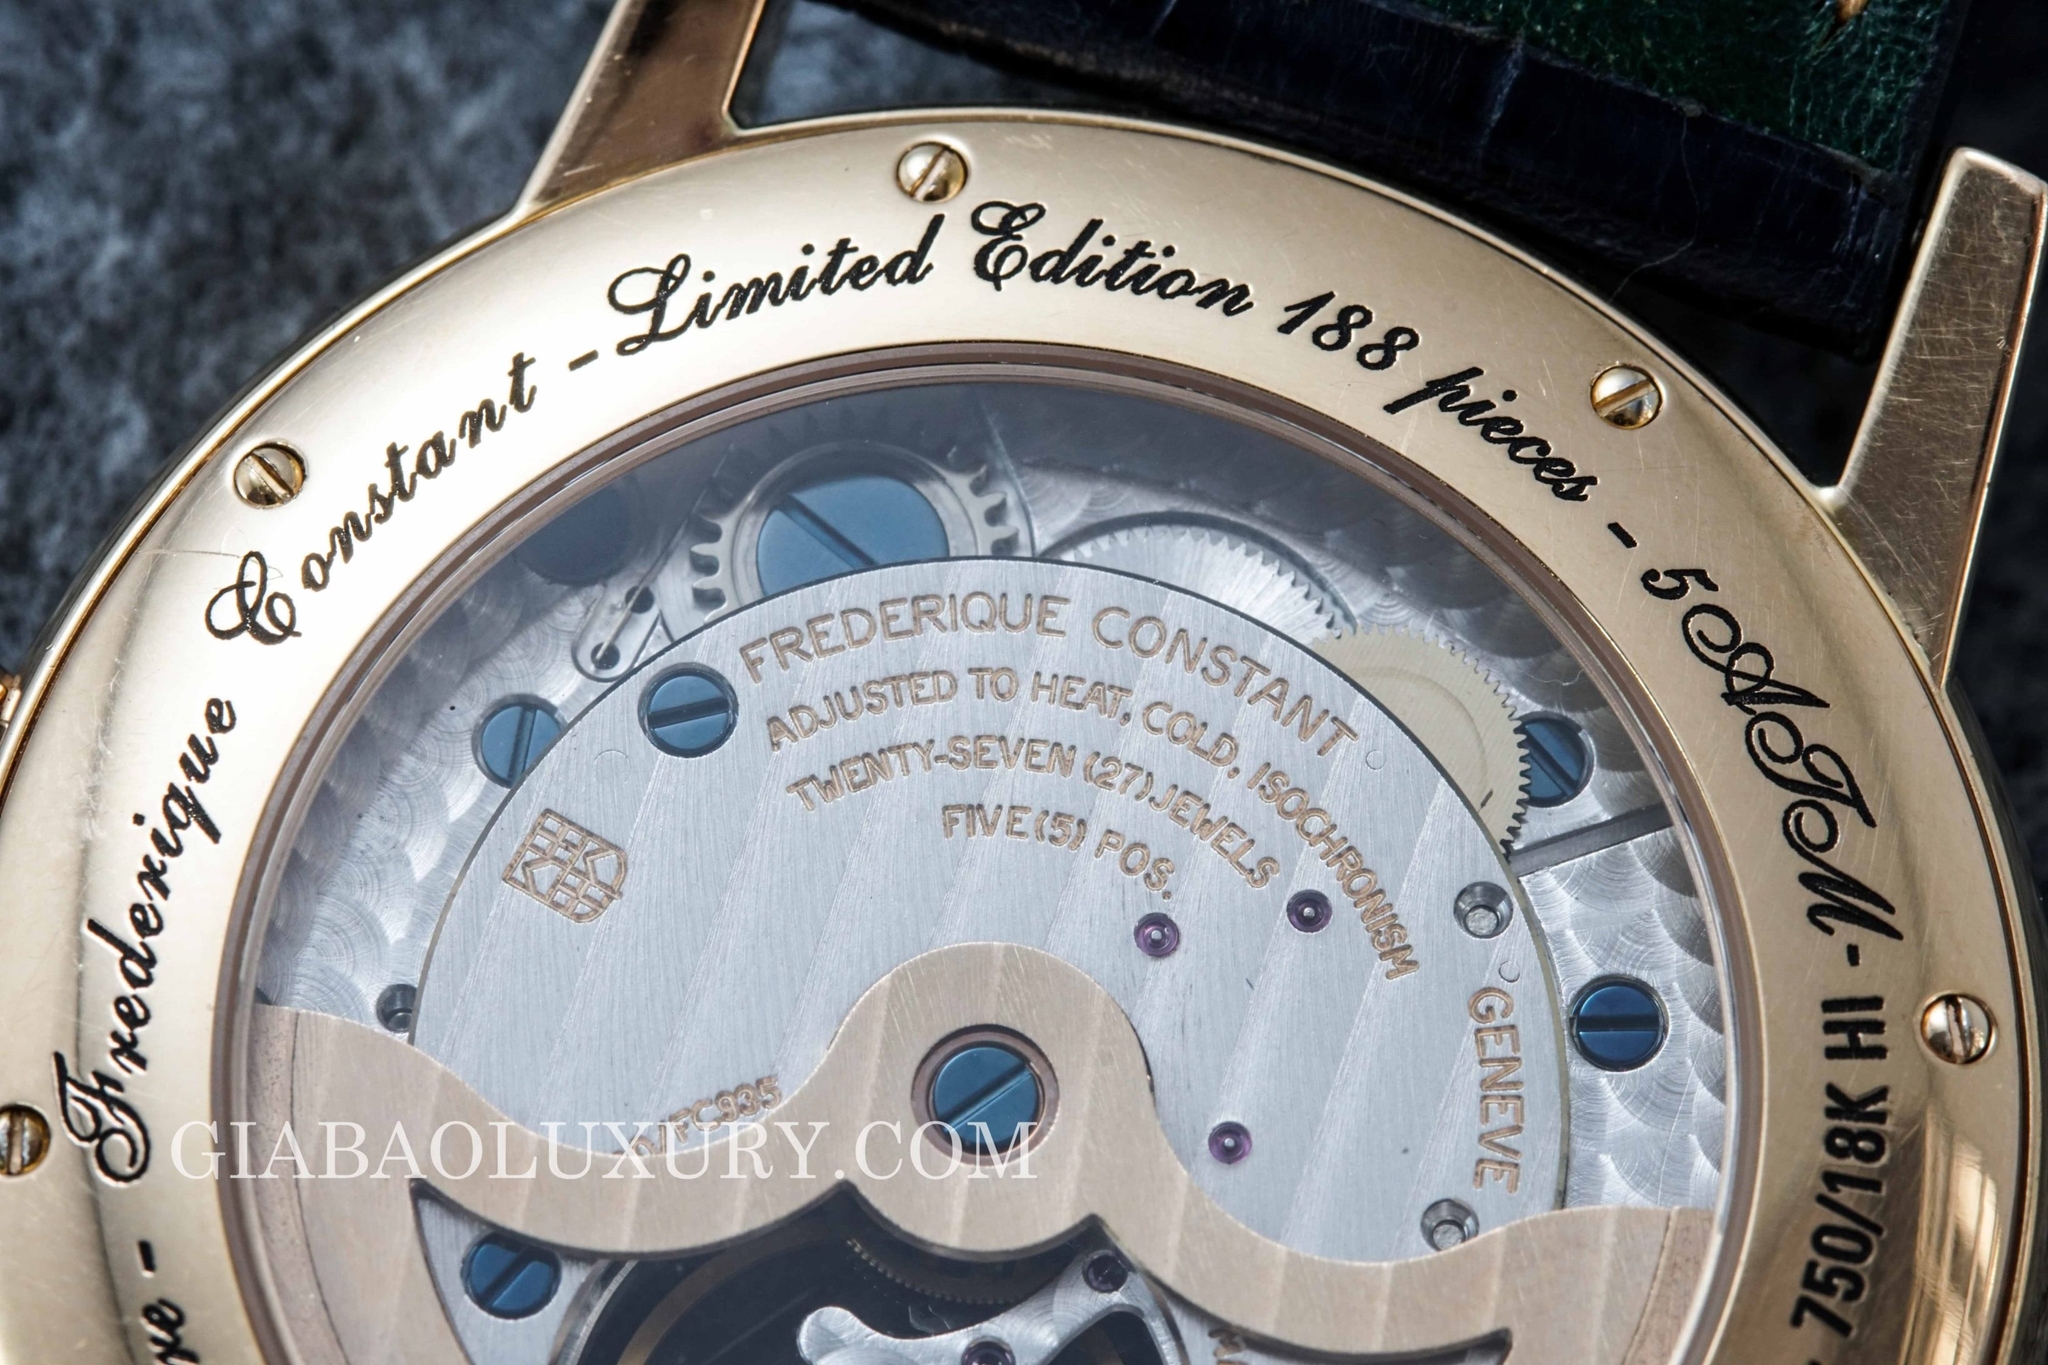 Frederique Constant - Limited Edition 188 pieces - 5ATM - 750/18K HI
FREDERIQUE CONSTANT
ADJUSTED TO HEAT, COLD, ISOCHRONISM
TWENTY-SEVEN (27) JEWELS
FIVE (5) POS.
GENEVE
FC935
GIABAOLUXURY.COM